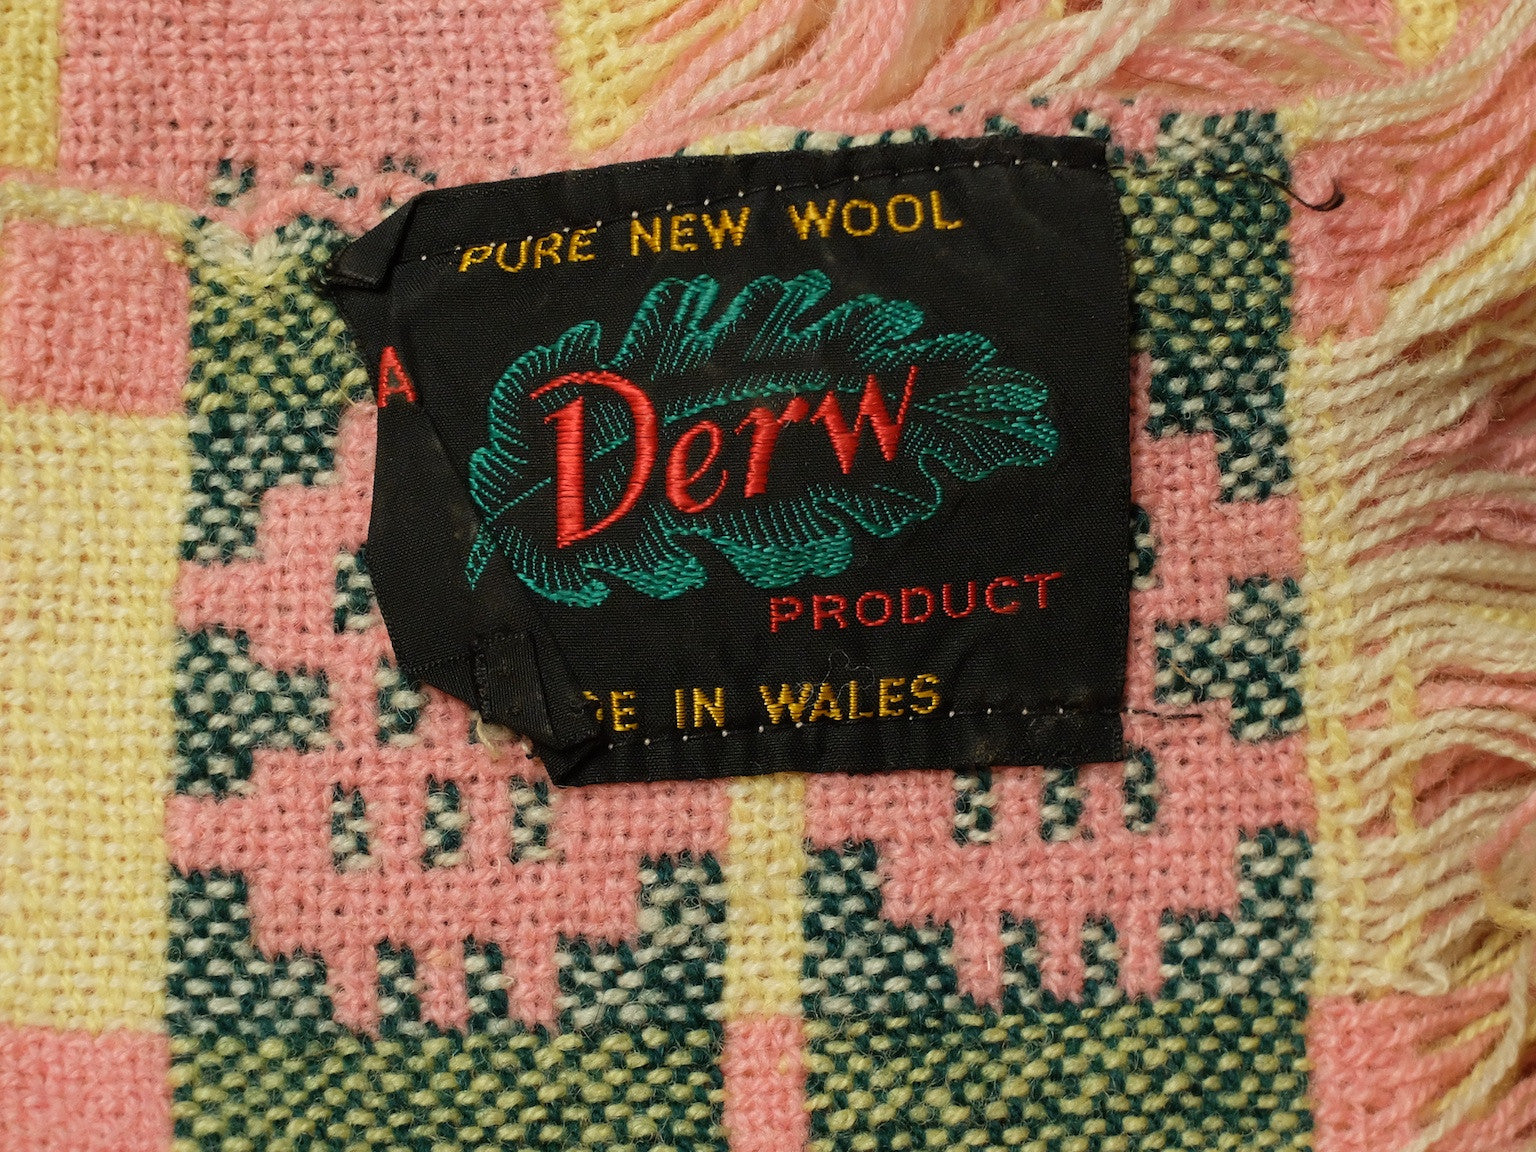 PURE NEW WOOL
A
Derw
PRODUCT
IN WALES